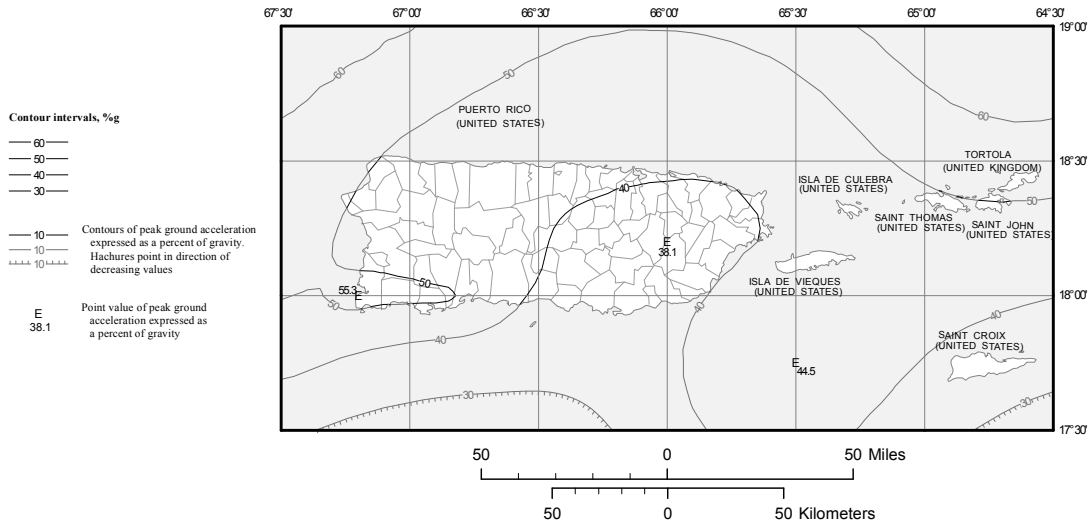 67°30' 67°00' 66°30' 66°00' 65°30' 65°00' 64°30'
19°00'
60
50
60
PUERTO RICO
(UNITED STATES)
Contour intervals, %g
60
50
40
30
18°30'
TORTOLA
(UNITED KINGDOM)
ISLA DE CULEBRA
(UNITED STATES)
40
50
SAINT THOMAS
(UNITED STATES)
SAINT JOHN
(UNITED STATES)
10
10
10
Contours of peak ground acceleration
expressed as a percent of gravity.
Hachures point in direction of
decreasing values
E
38.1
ISLA DE VIEQUES
(UNITED STATES)
50
55.3
E
50
18°00'
E
38.1
Point value of peak ground
acceleration expressed as
a percent of gravity
40
40
40
SAINT CROIX
(UNITED STATES)
E
44.5
30
30
17°30'
50 0 50 Miles
50 0 50 Kilometers